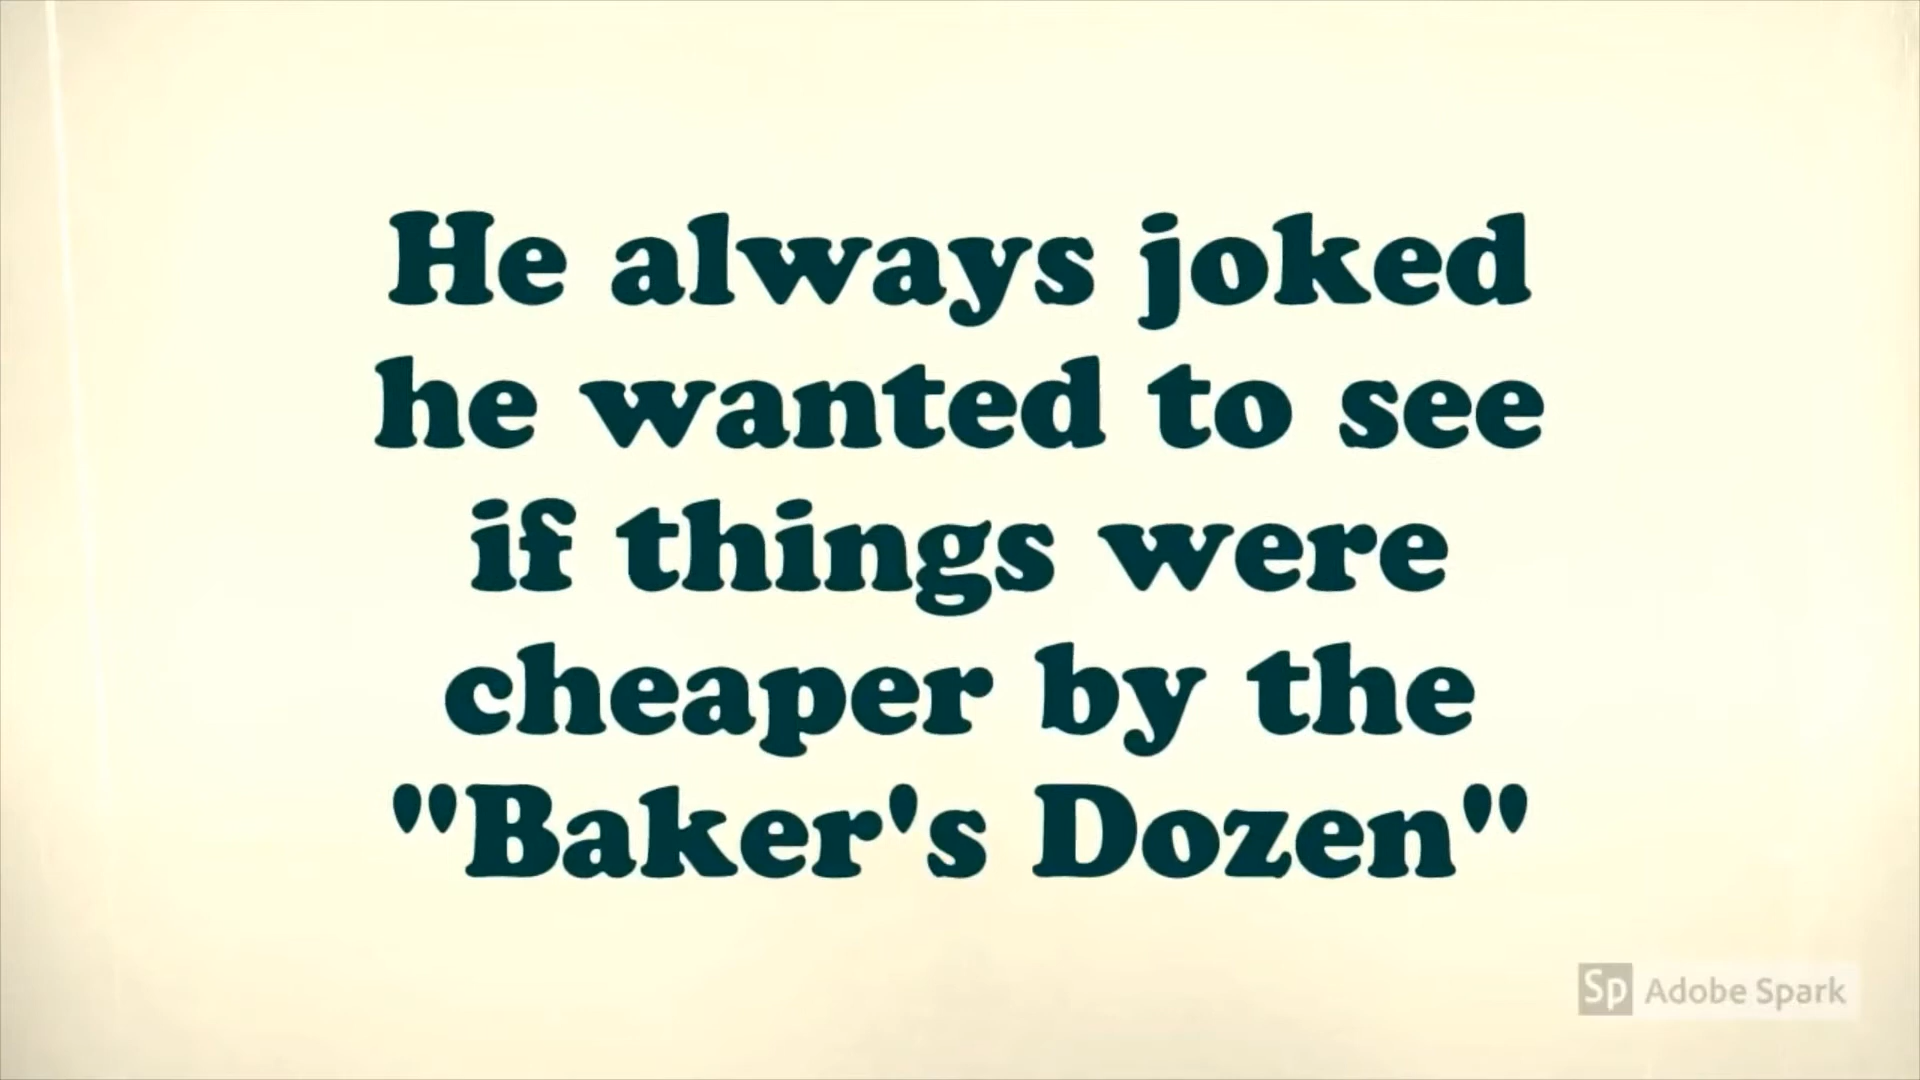 He always joked
he wanted to see
if things were
cheaper by the
"Baker's Dozen"
Sp Adobe Spark